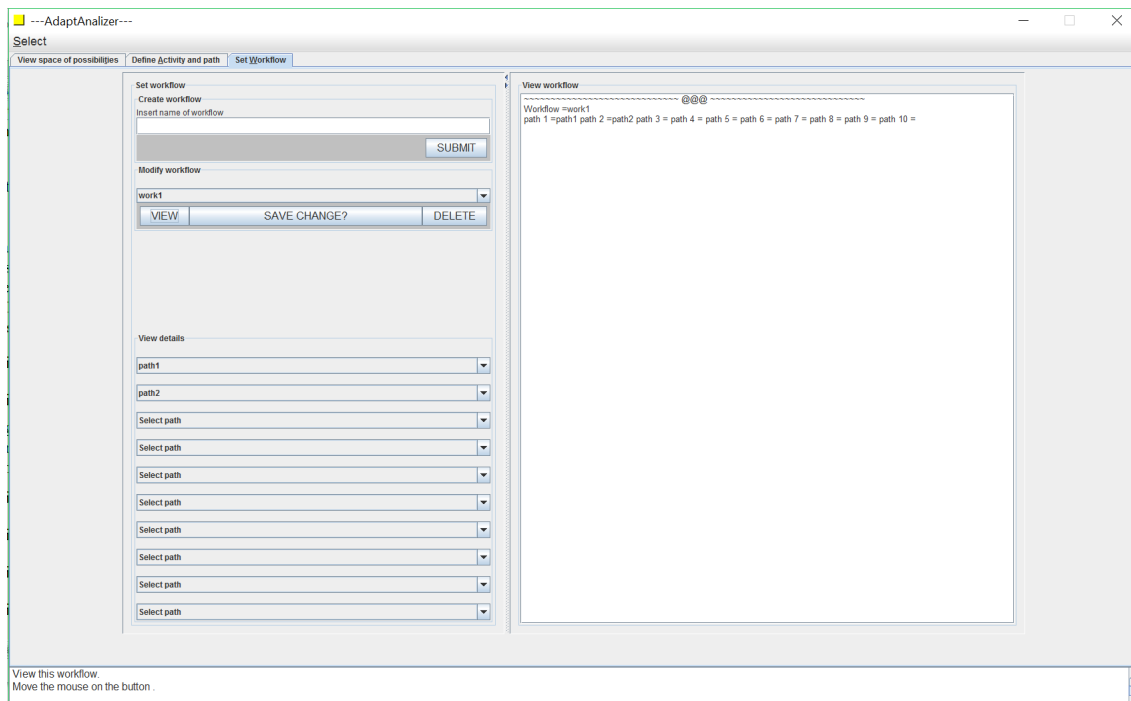 ---AdaptAnalizer---
Select
View space of possibilities Define Activity and path Set Workflow
Set workflow
Create workflow
Insert name of workflow
SUBMIT
Modify workflow
work1
VIEW SAVE CHANGE? DELETE
View details
path1
path2
Select path
Select path
Select path
Select path
Select path
Select path
Select path
Select path
View workflow
~~~~~~~~~~~~~~~~~~~~~~~~~~~~~ @@@ ~~~~~~~~~~~~~~~~~~~~~~~~~~~~~
Workflow =work1
path 1 =path1 path 2 =path2 path 3 = path 4 = path 5 = path 6 = path 7 = path 8 = path 9 = path 10 =
View this workflow.
Move the mouse on the button .